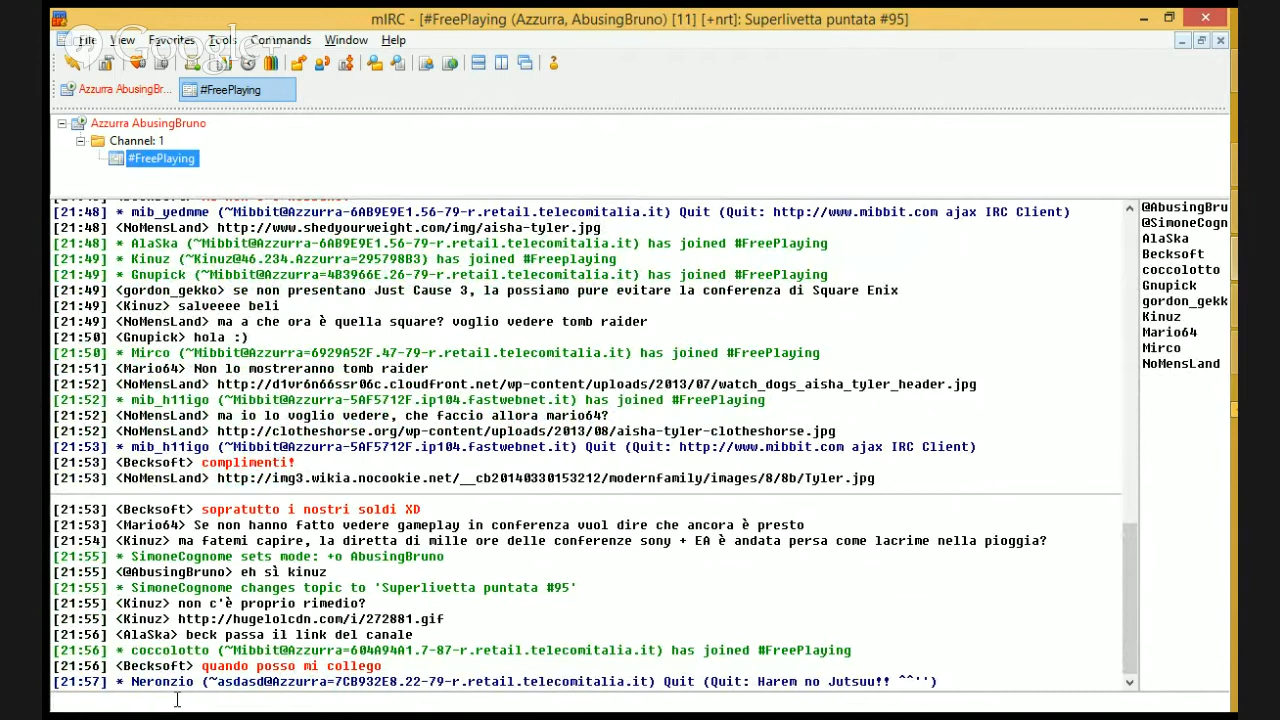 mIRC - [#FreePlaying (Azzurra, AbusingBruno) [11] [+nrt]: Superlivetta puntata #95]
File View Favorites Tools Commands Window Help
Google+
Azzurra AbusingBr... #FreePlaying
Azzurra AbusingBruno
Channel: 1
#FreePlaying
[21:48] * mib_yedmme (~Mibbit@Azzurra-6AB9E9E1.56-79-r.retail.telecomitalia.it) Quit (Quit: http://www.mibbit.com ajax IRC Client)
[21:48] <NoMensLand> http://www.shedyourweight.com/img/aisha-tyler.jpg
[21:48] * AlaSka (~Mibbit@Azzurra-6AB9E9E1.56-79-r.retail.telecomitalia.it) has joined #FreePlaying
[21:49] * Kinuz (~Kinuz@46.234.Azzurra=295798B3) has joined #Freeplaying
[21:49] * Gnupick (~Mibbit@Azzurra=4B3966E.26-79-r.retail.telecomitalia.it) has joined #FreePlaying
[21:49] <gordon_gekko> se non presentano Just Cause 3, la possiamo pure evitare la conferenza di Square Enix
[21:49] <Kinuz> salveeee beli
[21:49] <NoMensLand> ma a che ora è quella square? voglio vedere tomb raider
[21:50] <Gnupick> hola :)
[21:50] * Mirco (~Mibbit@Azzurra=6929A52F.47-79-r.retail.telecomitalia.it) has joined #FreePlaying
[21:51] <Mario64> Non lo mostreranno tomb raider
[21:52] <NoMensLand> http://d1vr6n66ssr06c.cloudfront.net/wp-content/uploads/2013/07/watch_dogs_aisha_tyler_header.jpg
[21:52] * mib_h11igo (~Mibbit@Azzurra=5AF5712F.ip104.fastwebnet.it) has joined #FreePlaying
[21:52] <NoMensLand> ma io lo voglio vedere, che faccio allora mario64?
[21:52] <NoMensLand> http://clotheshorse.org/wp-content/uploads/2013/08/aisha-tyler-clotheshorse.jpg
[21:53] * mib_h11igo (~Mibbit@Azzurra=5AF5712F.ip104.fastwebnet.it) Quit (Quit: http://www.mibbit.com ajax IRC Client)
[21:53] <Becksoft> complimenti!
[21:53] <NoMensLand> http://img3.wikia.nocookie.net/__cb20140330153212/modernfamily/images/8/8b/Tyler.jpg
[21:53] <Becksoft> sopratutto i nostri soldi XD
[21:53] <Mario64> Se non hanno fatto vedere gameplay in conferenza vuol dire che ancora è presto
[21:54] <Kinuz> ma fatemi capire, la diretta di mille ore delle conferenze sony + EA è andata persa come lacrime nella pioggia?
[21:55] * SimoneCognome sets mode: +o AbusingBruno
[21:55] <@AbusingBruno> eh sì kinuz
[21:55] * SimoneCognome changes topic to 'Superlivetta puntata #95'
[21:55] <Kinuz> non c'è proprio rimedio?
[21:55] <Kinuz> http://hugelolcdn.com/i/272881.gif
[21:56] <AlaSka> beck passa il link del canale
[21:56] * coccolotto (~Mibbit@Azzurra=604A94A1.7-87-r.retail.telecomitalia.it) has joined #FreePlaying
[21:56] <Becksoft> quando posso mi collego
[21:57] * Neronzio (~asdasd@Azzurra=7CB932E8.22-79-r.retail.telecomitalia.it) Quit (Quit: Harem no Jutsuu!! ^^'')
@AbusingBru
@SimoneCogn
AlaSka
Becksoft
coccolotto
Gnupick
gordon_gekk
Kinuz
Mario64
Mirco
NoMensLand